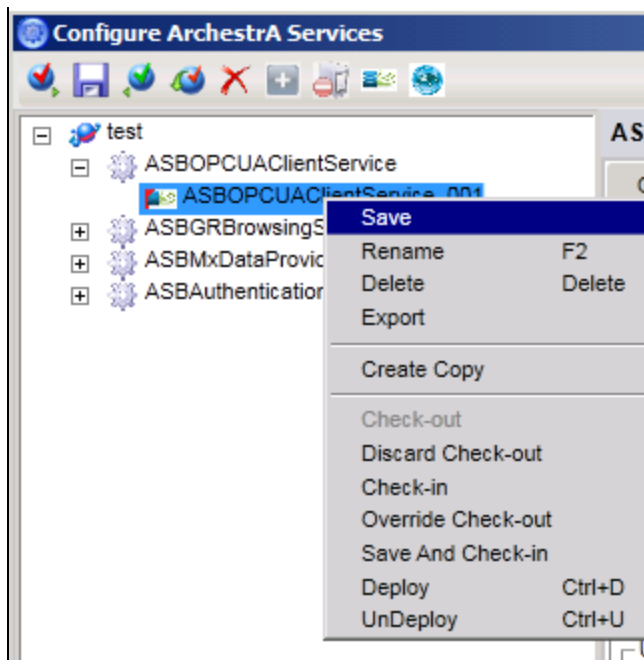 Configure ArchestrA Services
test
AS
ASBOPCUAClientService
ASBOPCUAClientService_001
ASBGRBrowsingS
ASBMxDataProvid
ASBAuthentication
Save
Rename F2
Delete Delete
Export
Create Copy
Check-out
Discard Check-out
Check-in
Override Check-out
Save And Check-in
Deploy Ctrl+D
UnDeploy Ctrl+U